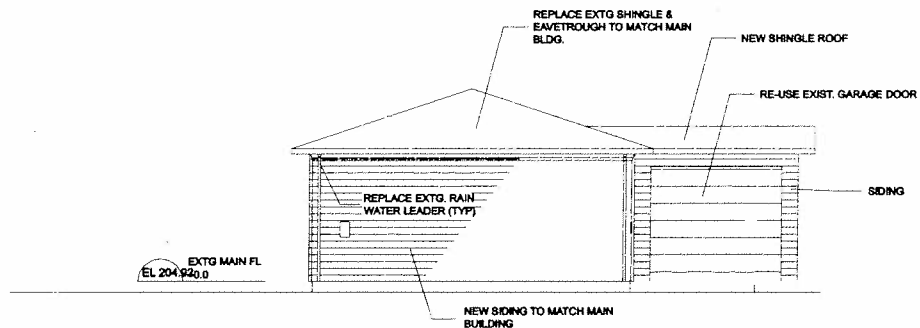 REPLACE EXTG SHINGLE &
EAVETROUGH TO MATCH MAIN
BLDG.
NEW SHINGLE ROOF
RE-USE EXIST. GARAGE DOOR
SIDING
REPLACE EXTG. RAIN
WATER LEADER (TYP)
EXTG MAIN FL
EL 204.92
0.0
NEW SIDING TO MATCH MAIN
BUILDING